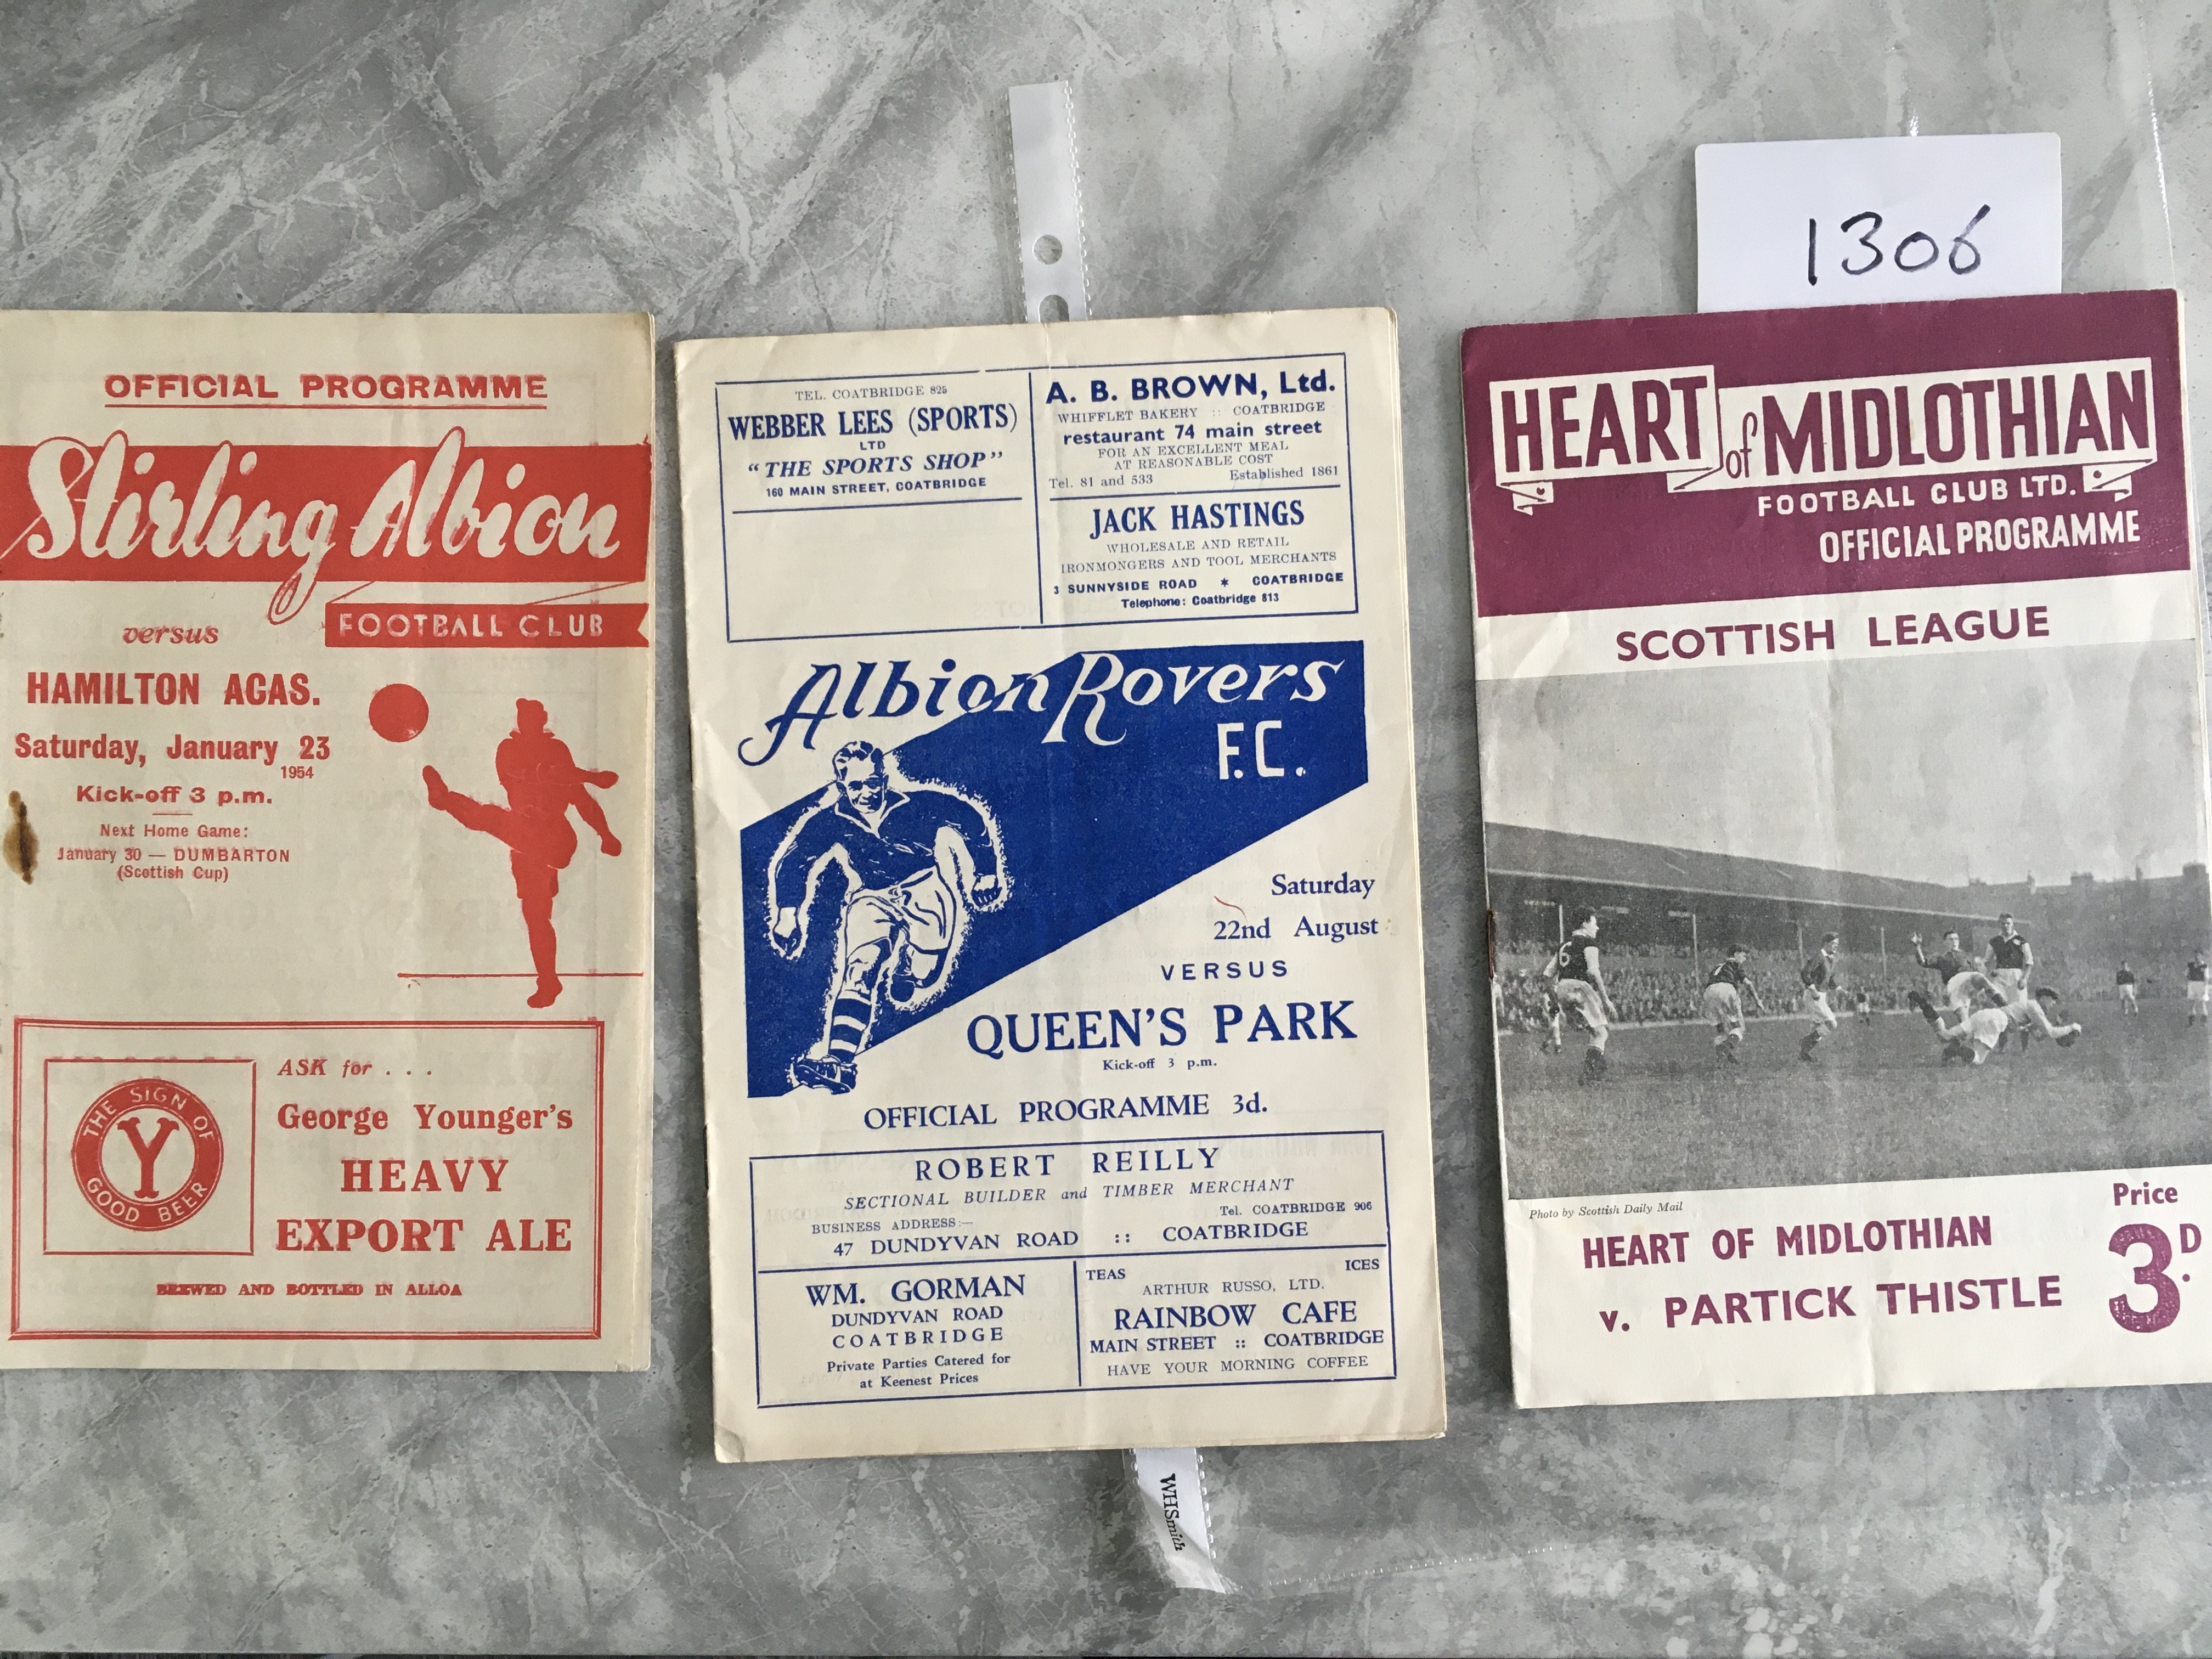 OFFICIAL PROGRAMME
Stirling Albion
FOOTBALL CLUB
versus
HAMILTON ACAS.
Saturday, January 23
1954
Kick-off 3 p.m.
Next Home Game:
January 30 — DUMBARTON
(Scottish Cup)
THE SIGN OF
Y
GOOD BEER
ASK for . . .
George Younger's
HEAVY
EXPORT ALE
BREWED AND BOTTLED IN ALLOA
TEL. COATBRIDGE 825
WEBBER LEES (SPORTS)
LTD
"THE SPORTS SHOP"
160 MAIN STREET, COATBRIDGE
A. B. BROWN, Ltd.
WHIFFLET BAKERY :: COATBRIDGE
restaurant 74 main street
FOR AN EXCELLENT MEAL
AT REASONABLE COST
Tel. 81 and 533 Established 1861
JACK HASTINGS
WHOLESALE AND RETAIL
IRONMONGERS AND TOOL MERCHANTS
3 SUNNYSIDE ROAD * COATBRIDGE
Telephone: Coatbridge 813
Albion Rovers
F.C.
Saturday
22nd August
VERSUS
QUEEN'S PARK
Kick-off 3 p.m.
OFFICIAL PROGRAMME 3d.
ROBERT REILLY
SECTIONAL BUILDER and TIMBER MERCHANT
Tel. COATBRIDGE 906
BUSINESS ADDRESS:—
47 DUNDYVAN ROAD :: COATBRIDGE
WM. GORMAN
DUNDYVAN ROAD
COATBRIDGE
Private Parties Catered for
at Keenest Prices
TEAS ICES
ARTHUR RUSSO, LTD.
RAINBOW CAFE
MAIN STREET :: COATBRIDGE
HAVE YOUR MORNING COFFEE
WHSmith
1306
HEART of MIDLOTHIAN
FOOTBALL CLUB LTD.
OFFICIAL PROGRAMME
SCOTTISH LEAGUE
6
Photo by Scottish Daily Mail
HEART OF MIDLOTHIAN
v. PARTICK THISTLE
Price
3D.